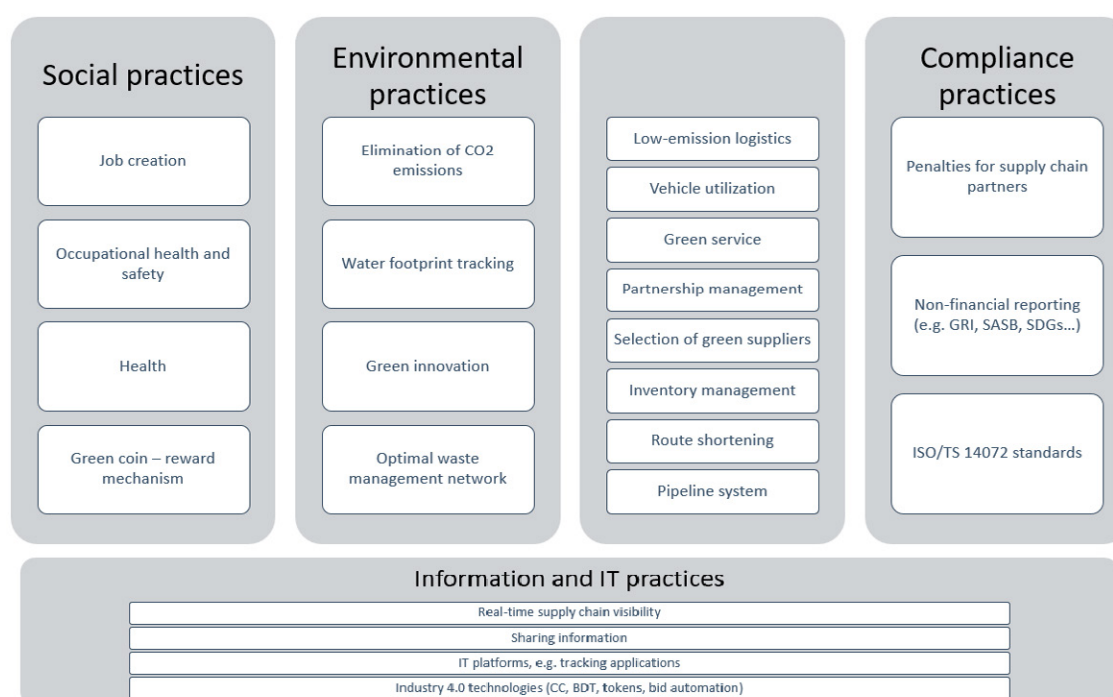 Social practices
Job creation
Occupational health and
safety
Health
Green coin – reward
mechanism
Environmental
practices
Elimination of CO2
emissions
Water footprint tracking
Green innovation
Optimal waste
management network
Low-emission logistics
Vehicle utilization
Green service
Partnership management
Selection of green suppliers
Inventory management
Route shortening
Pipeline system
Compliance
practices
Penalties for supply chain
partners
Non-financial reporting
(e.g. GRI, SASB, SDGs...)
ISO/TS 14072 standards
Information and IT practices
Real-time supply chain visibility
Sharing information
IT platforms, e.g. tracking applications
Industry 4.0 technologies (CC, BDT, tokens, bid automation)